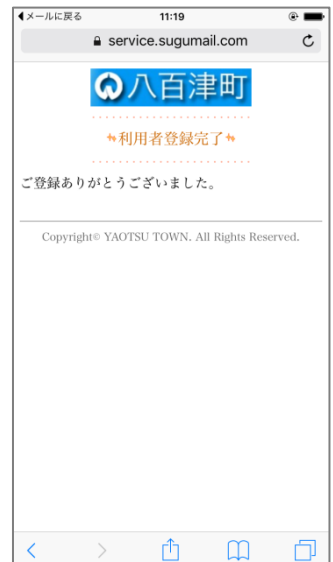 メールに戻る 11:19
service.sugumail.com
八百津町
利用者登録完了
ご登録ありがとうございました。
Copyright© YAOTSU TOWN. All Rights Reserved.